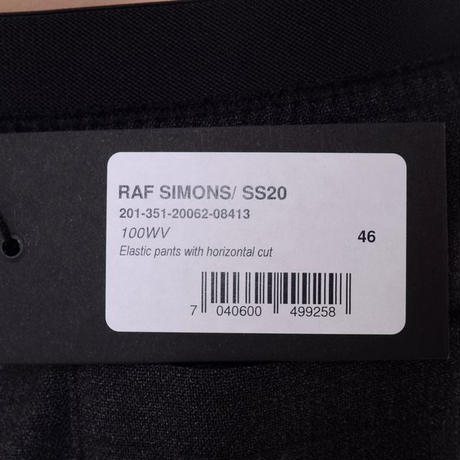 RAF SIMONS/ SS20
201-351-20062-08413
100WV
46
Elastic pants with horizontal cut
7 040600 499258